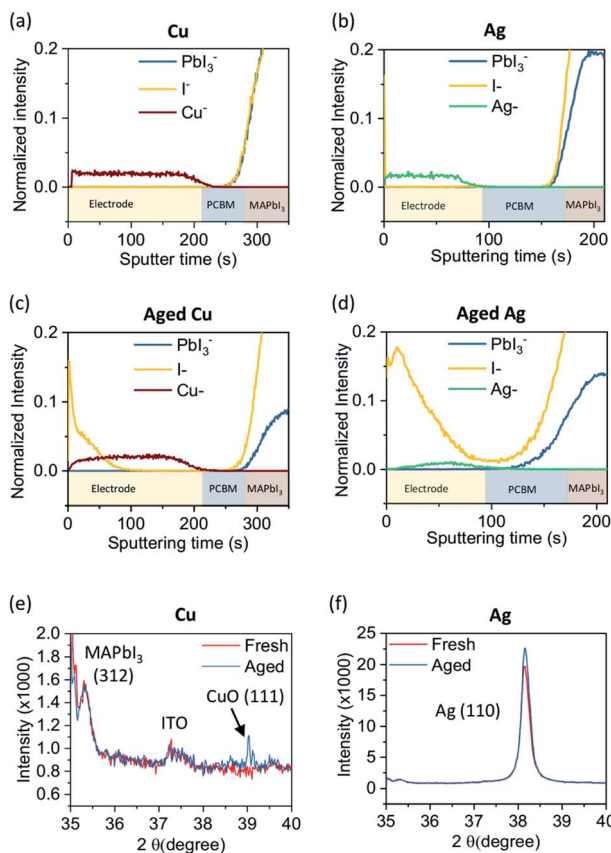 (a)
Cu
Normalized intensity
0.2
0.1
0.0
PbI₃⁻
I⁻
Cu⁻
Electrode
PCBM
MAPbI₃
0 100 200 300
Sputter time (s)
(b)
Ag
Normalized intensity
0.2
0.1
0.0
PbI₃⁻
I-
Ag-
Electrode
PCBM
MAPbI₃
0 100 200
Sputtering time (s)
(c)
Aged Cu
Normalized Intensity
0.2
0.1
0.0
PbI₃⁻
I-
Cu-
Electrode
PCBM
MAPbI₃
0 100 200 300
Sputtering time (s)
(d)
Aged Ag
Normalized Intensity
0.2
0.1
0.0
PbI₃⁻
I-
Ag-
Electrode
PCBM
MAPbI₃
0 100 200
Sputtering time (s)
(e)
Cu
Intensity (x1000)
2.0
1.8
1.6
1.4
1.2
1.0
0.8
0.6
MAPbI₃
(312)
Fresh
Aged
CuO (111)
ITO
35 36 37 38 39 40
2 θ(degree)
(f)
Ag
Intensity (x1000)
25
20
15
10
5
0
Fresh
Aged
Ag (110)
35 36 37 38 39 40
2 θ(degree)